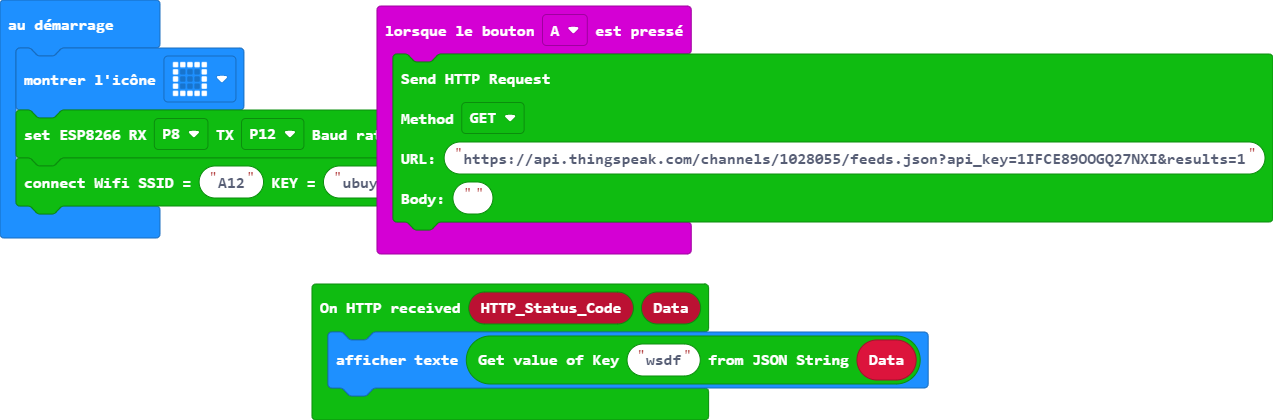 au démarrage
montrer l'icône
set ESP8266 RX P8 TX P12 Baud
connect Wifi SSID = "A12" KEY = "ubuy
lorsque le bouton A est pressé
Send HTTP Request
Method GET
URL: "https://api.thingspeak.com/channels/1028055/feeds.json?api_key=1IFCE89OOGQ27NXI&results=1"
Body: ""
On HTTP received HTTP_Status_Code Data
afficher texte Get value of Key "wsdf" from JSON String Data